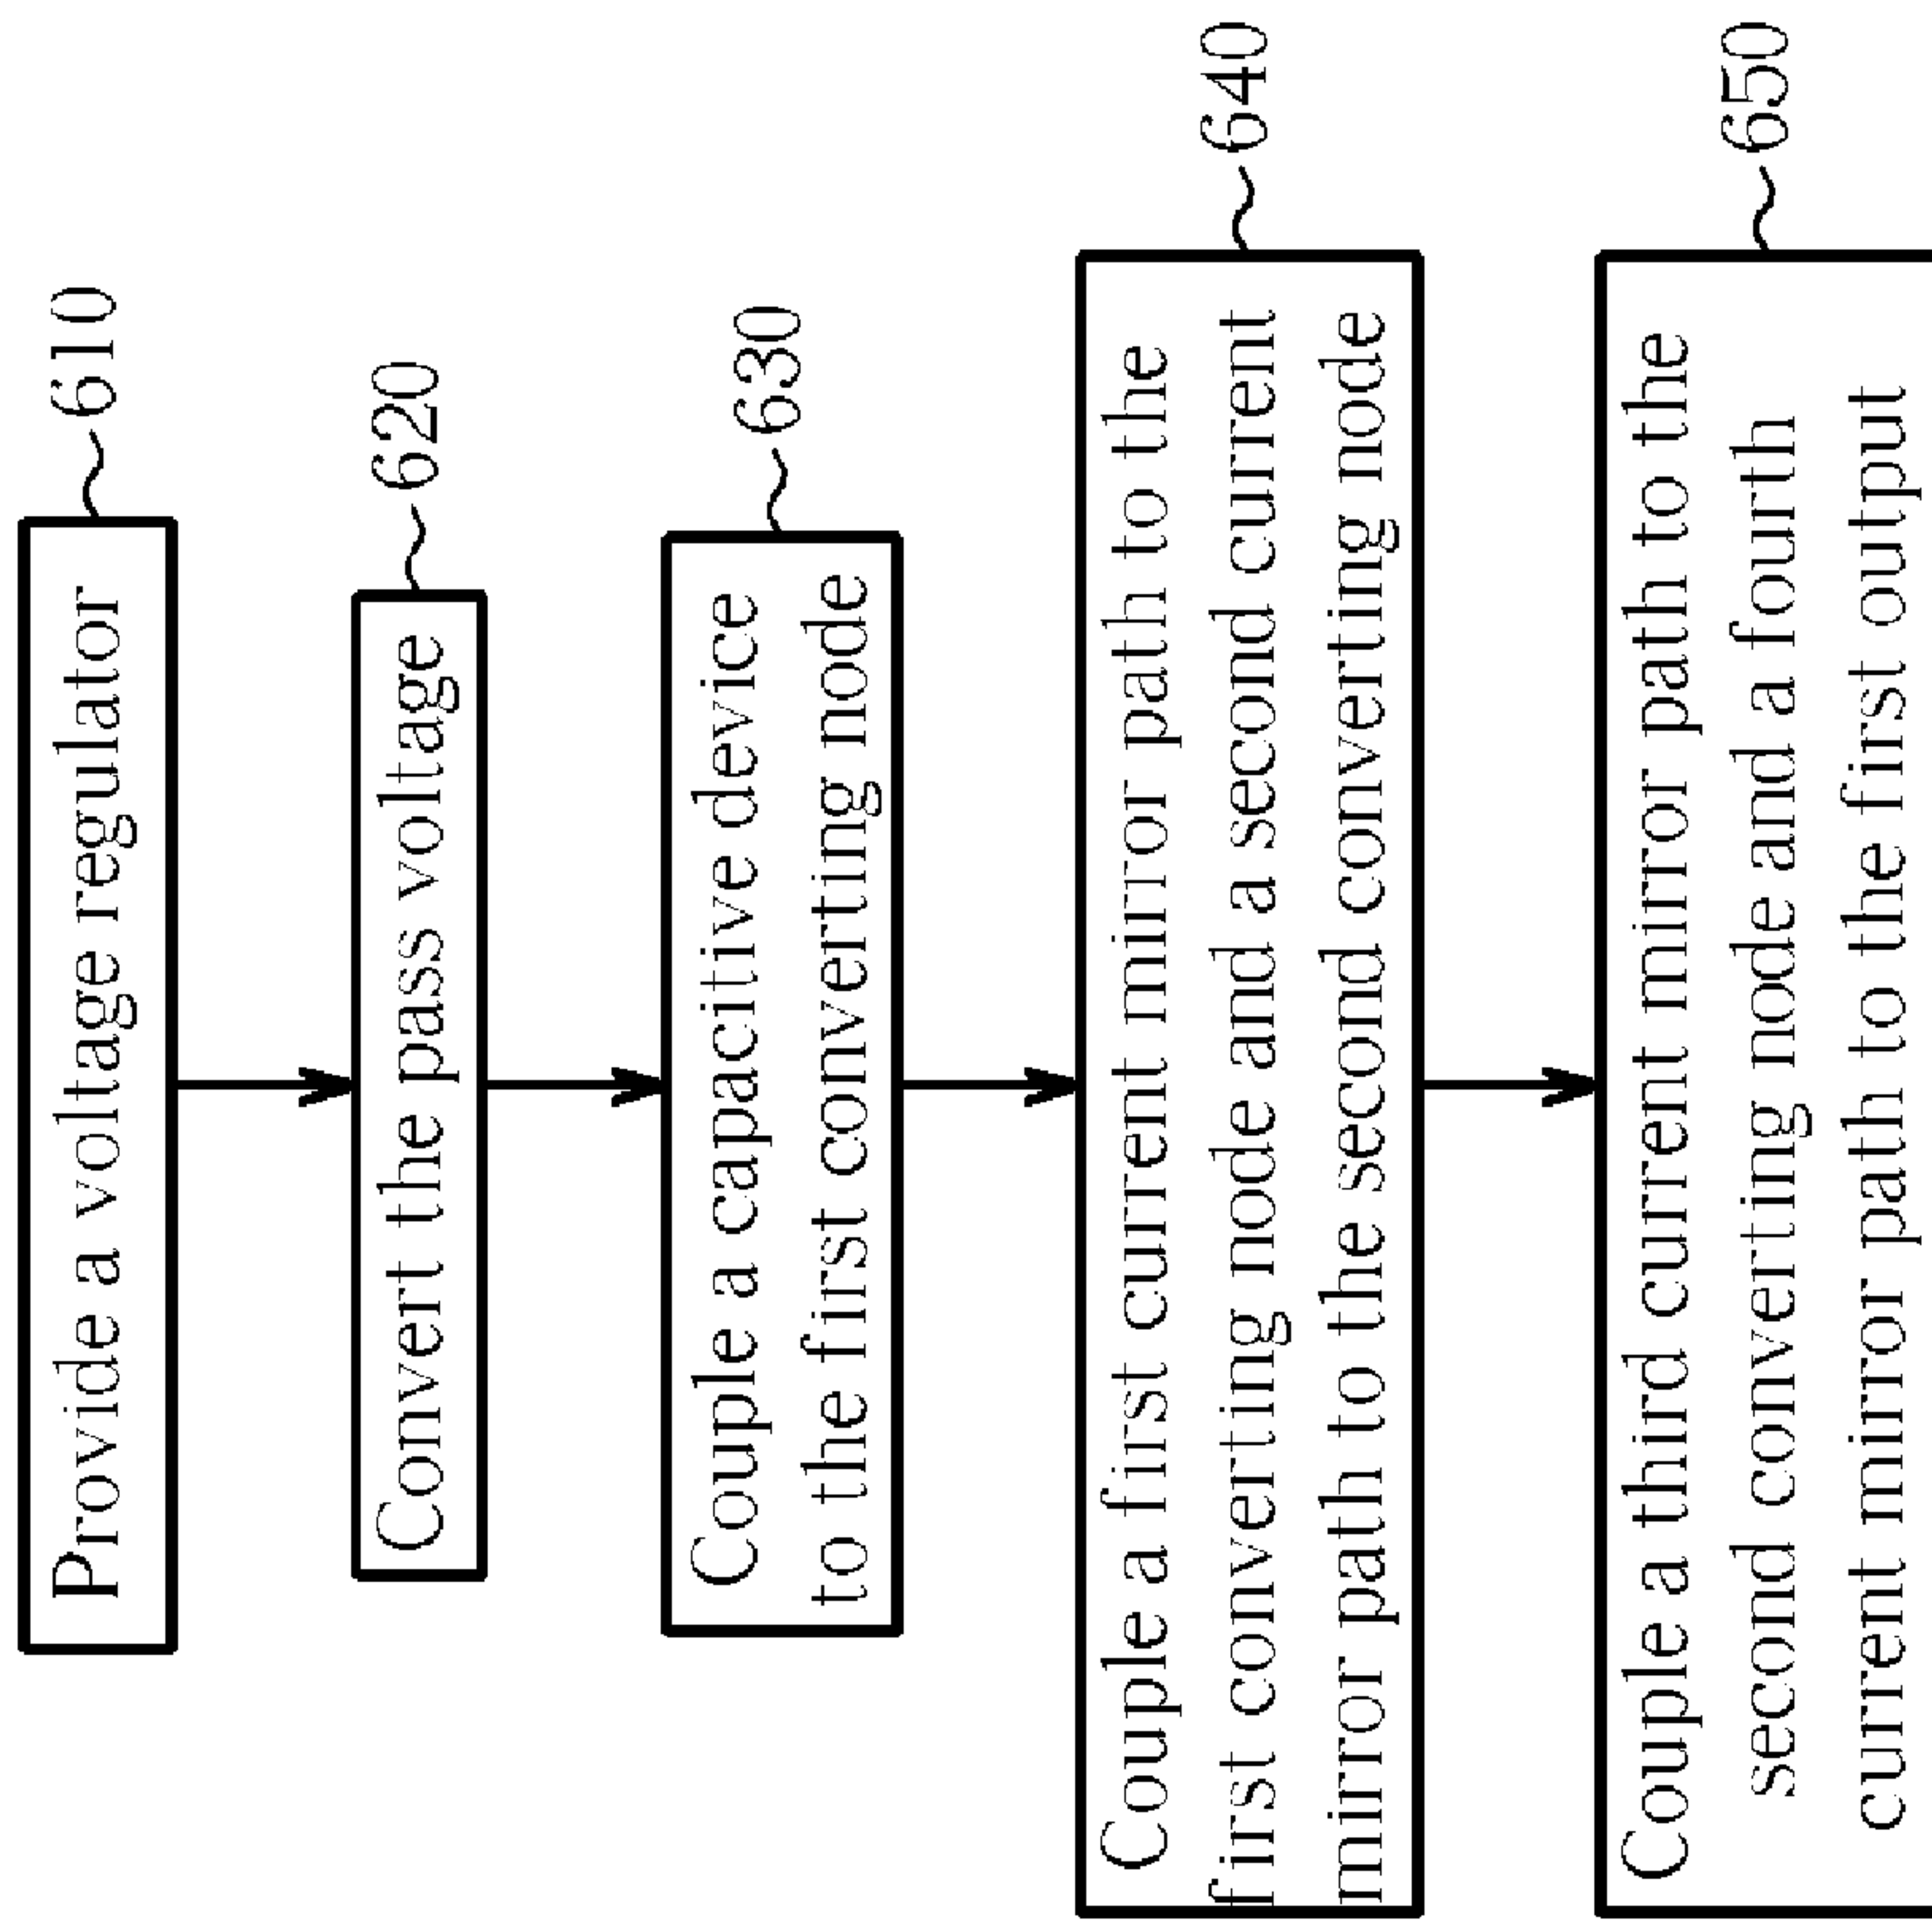 Provide a voltage regulator
610
Convert the pass voltage
620
Couple a capacitive device
to the first converting node
630
Couple a first current mirror path to the
first converting node and a second current
mirror path to the second converting node
640
Couple a third current mirror path to the
second converting node and a fourth
current mirror path to the first output
650